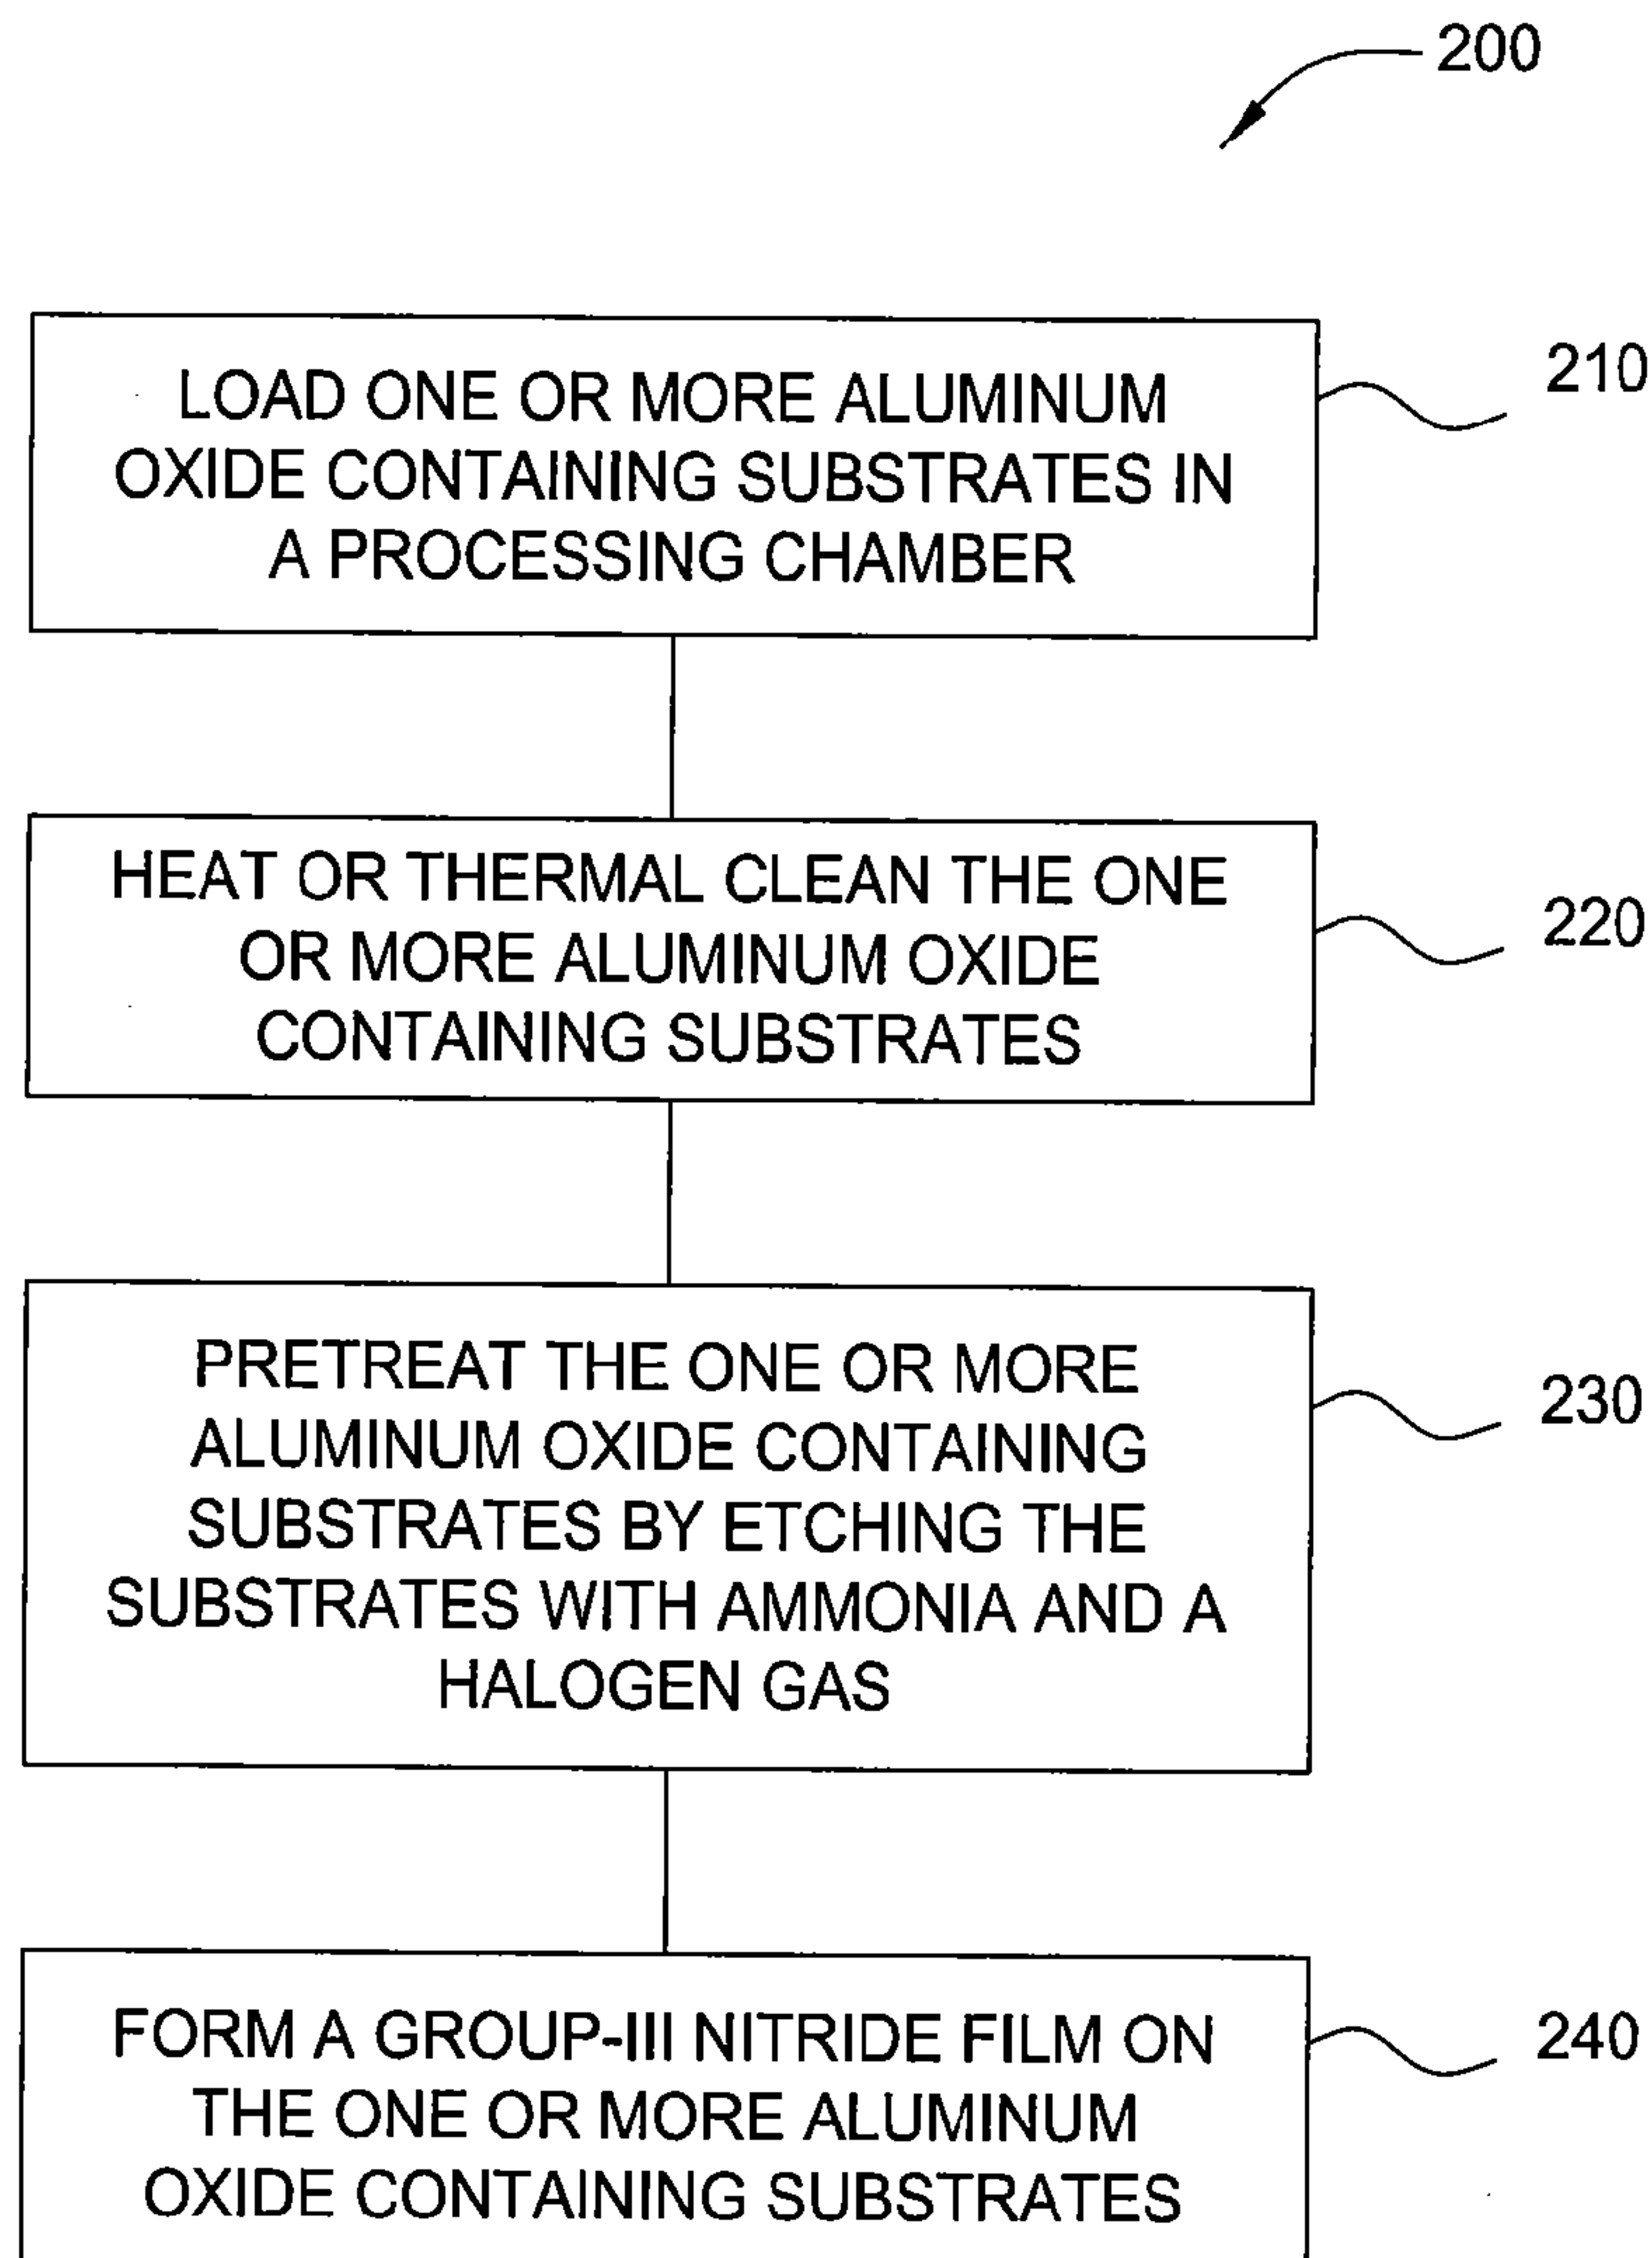 200
LOAD ONE OR MORE ALUMINUM
OXIDE CONTAINING SUBSTRATES IN
A PROCESSING CHAMBER
210
HEAT OR THERMAL CLEAN THE ONE
OR MORE ALUMINUM OXIDE
CONTAINING SUBSTRATES
220
PRETREAT THE ONE OR MORE
ALUMINUM OXIDE CONTAINING
SUBSTRATES BY ETCHING THE
SUBSTRATES WITH AMMONIA AND A
HALOGEN GAS
230
FORM A GROUP-III NITRIDE FILM ON
THE ONE OR MORE ALUMINUM
OXIDE CONTAINING SUBSTRATES
240